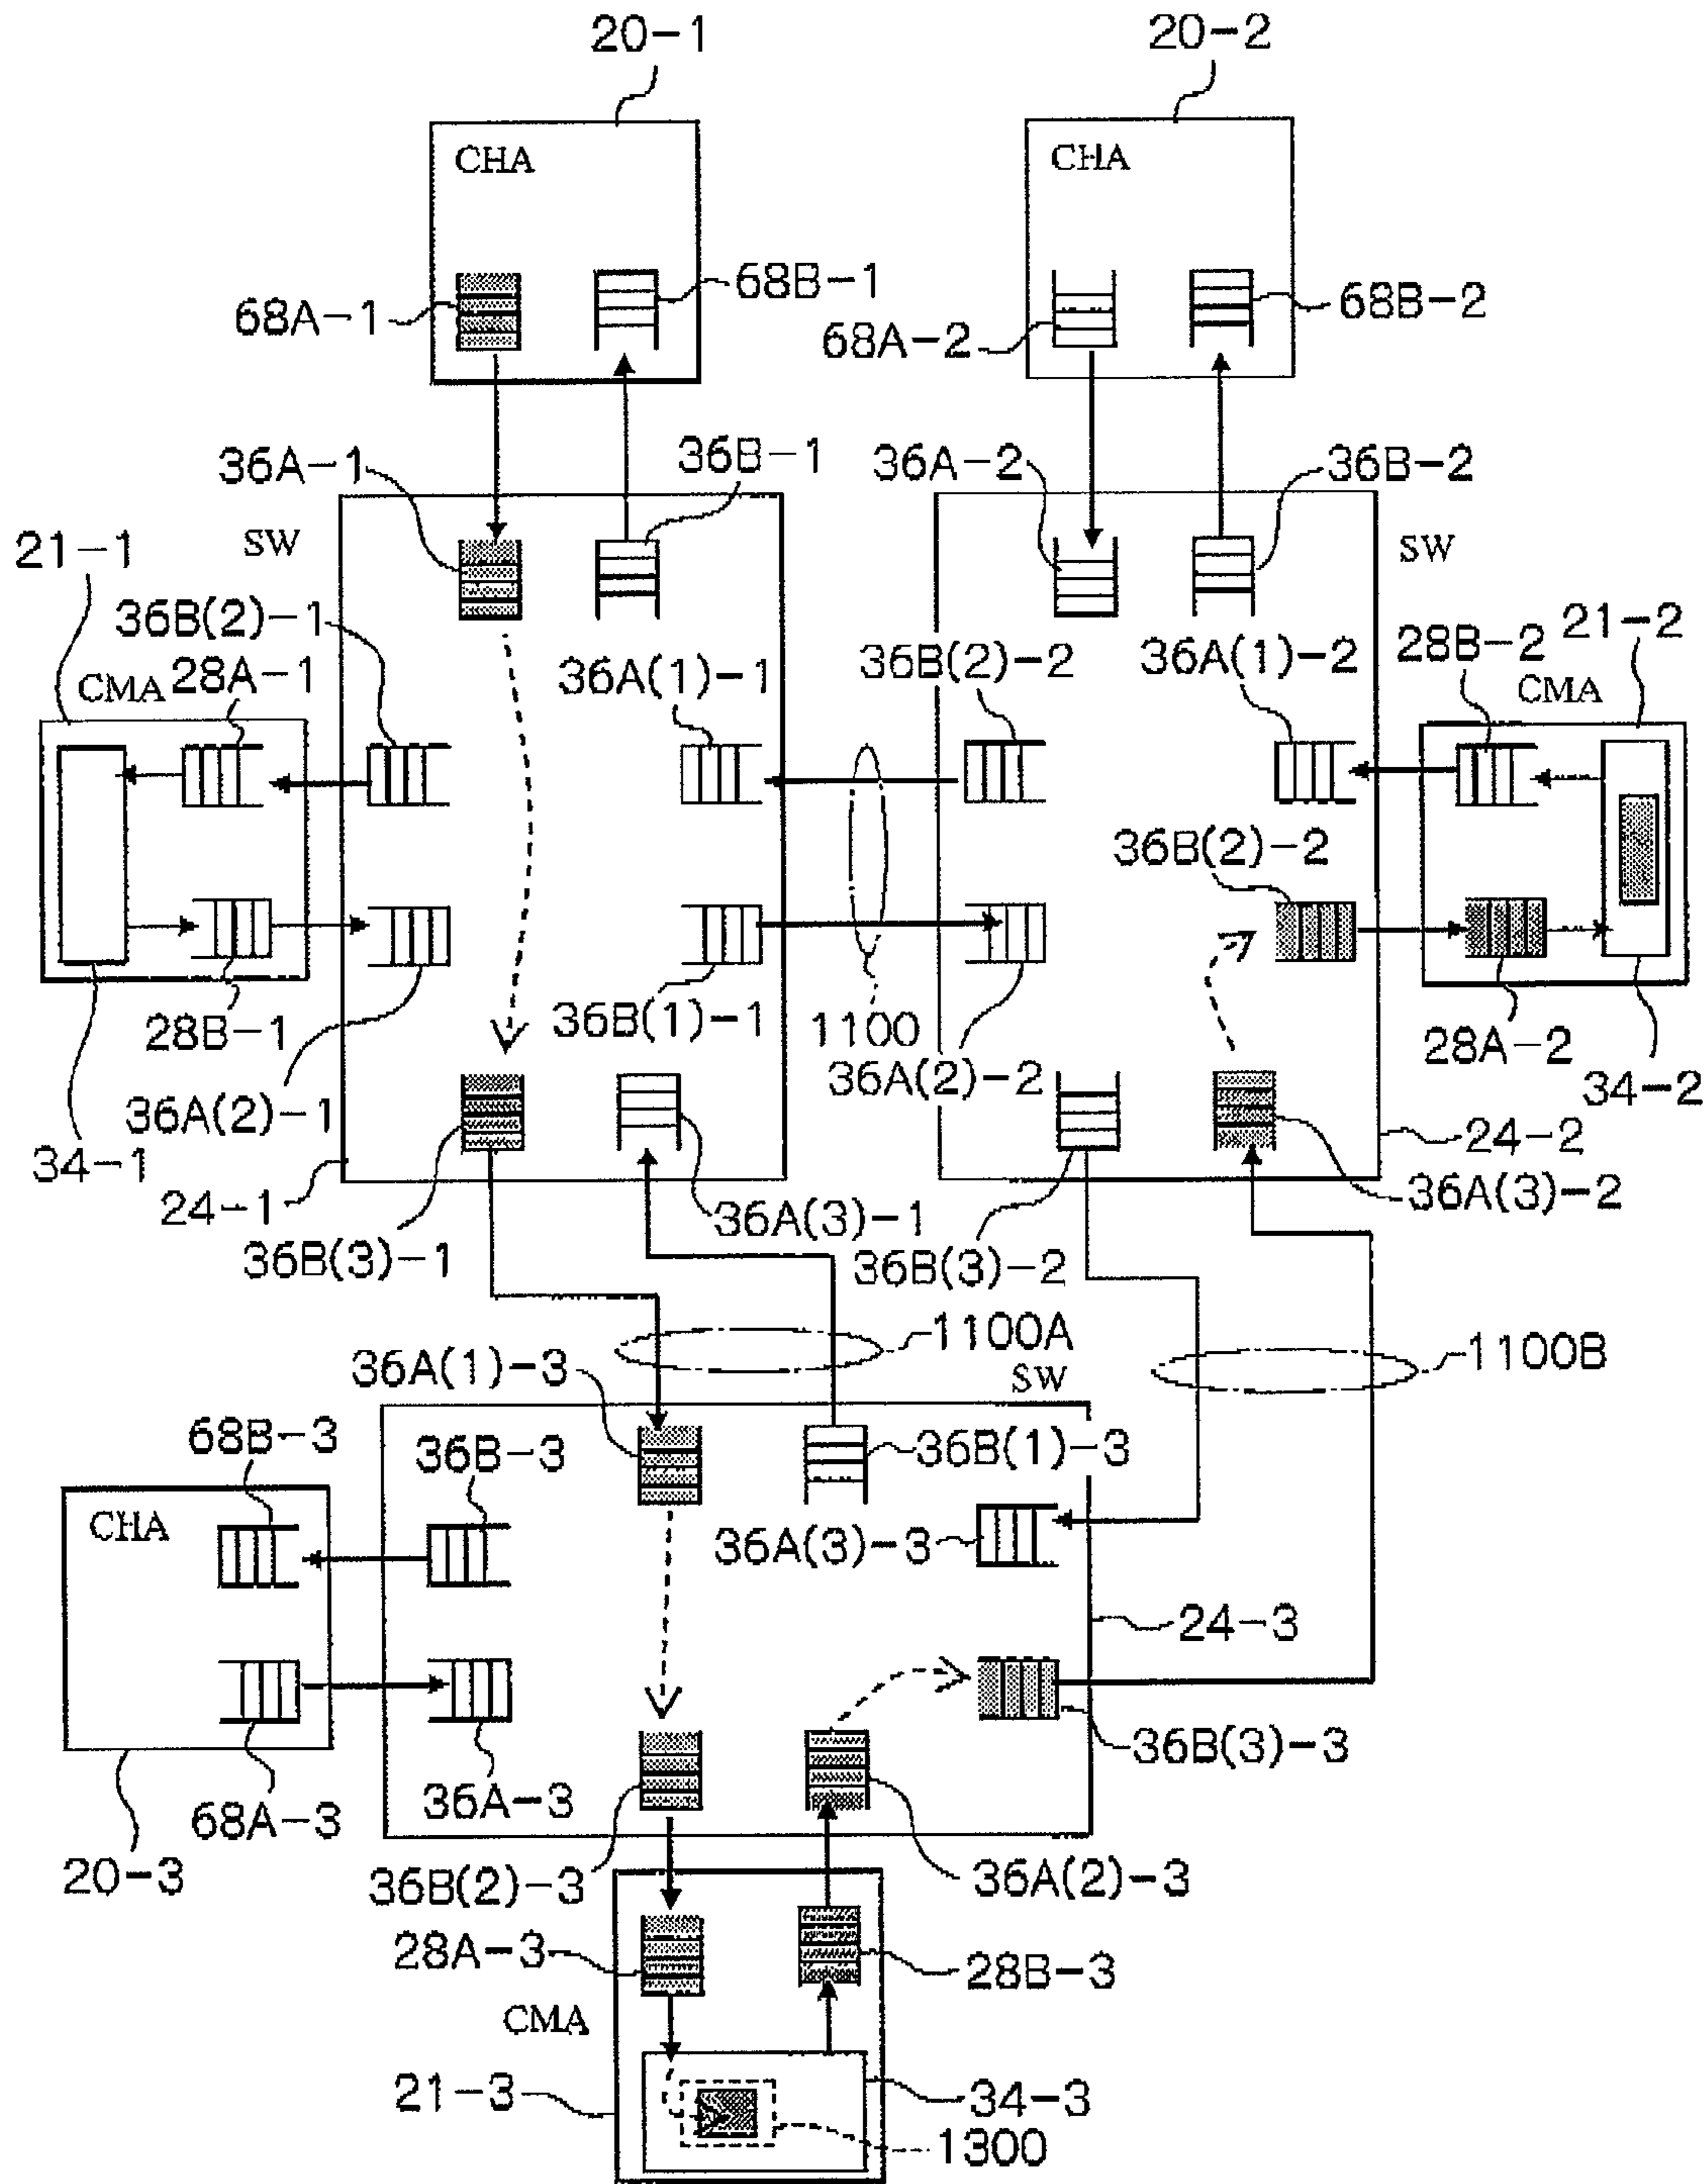 20-1
20-2
CHA
CHA
68A-1
68B-1
68A-2
68B-2
36A-1
36B-1
36A-2
36B-2
21-1
SW
SW
36B(2)-1
28A-1
CMA
36A(1)-1
36B(2)-2
36A(1)-2
28B-2
21-2
CMA
36B(2)-2
28B-1
36B(1)-1
1100
28A-2
36A(2)-1
36A(2)-2
34-2
34-1
24-1
24-2
36A(3)-1
36A(3)-2
36B(3)-1
36B(3)-2
1100A
1100B
36A(1)-3
SW
68B-3
36B-3
36B(1)-3
CHA
36A(3)-3
24-3
36B(3)-3
68A-3
36A-3
20-3
36B(2)-3
36A(2)-3
28A-3
28B-3
CMA
21-3
34-3
1300